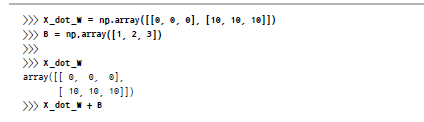 >>> X_dot_W = np.array([[0, 0, 0], [10, 10, 10]])
>>> B = np.array([1, 2, 3])
>>>
>>> X_dot_W
array([[ 0, 0, 0],
[ 10, 10, 10]])
>>> X_dot_W + B